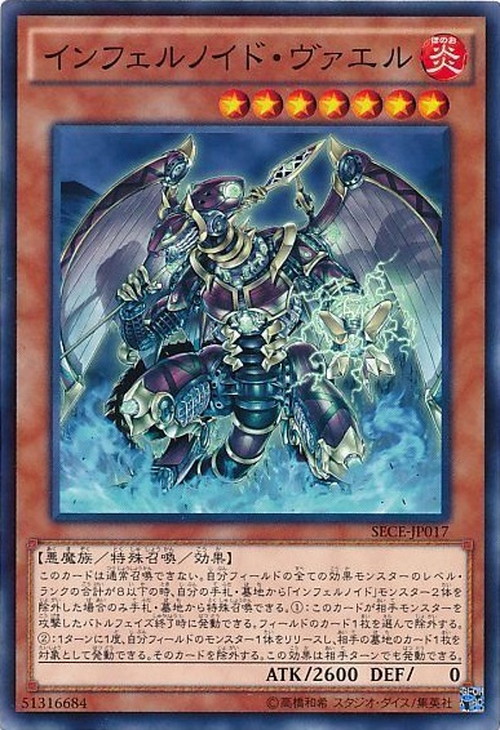 インフェルノイド・ヴァエル
ほのお
炎
SECE-JP017
【悪魔族／特殊召喚／効果】
このカードは通常召喚できない。自分フィールドの全ての効果モンスターのレベル・
ランクの合計が８以下の時、自分の手札・墓地から「インフェルノイド」モンスター２体を
除外した場合のみ手札・墓地から特殊召喚できる。①：このカードが相手モンスターを
攻撃したバトルフェイズ終了時に発動できる。フィールドのカード１枚を選んで除外する。
②：１ターンに１度、自分フィールドのモンスター１体をリリースし、相手の墓地のカード１枚を
対象として発動できる。そのカードを除外する。この効果は相手ターンでも発動できる。
ATK/2600 DEF/ 0
51316684
©高橋和希 スタジオ・ダイス/集英社